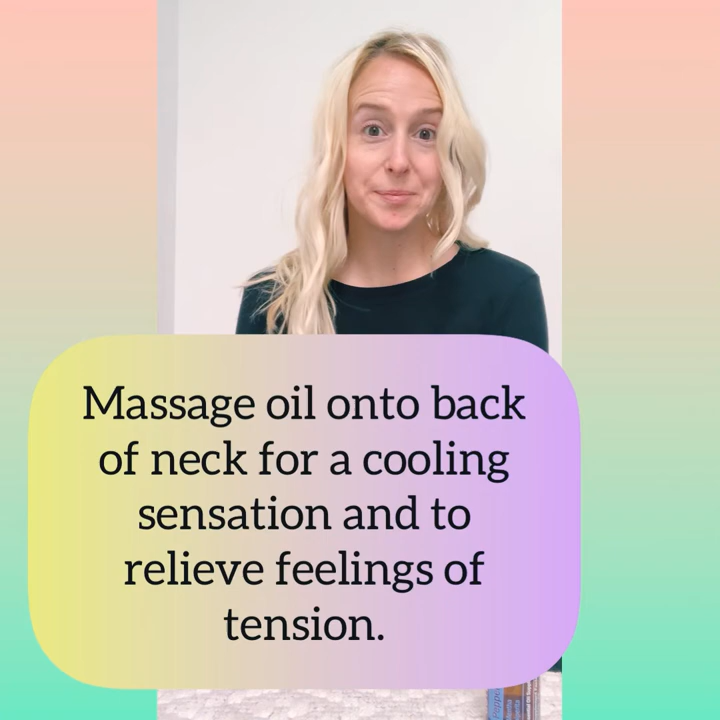 Massage oil onto back
of neck for a cooling
sensation and to
relieve feelings of
tension.